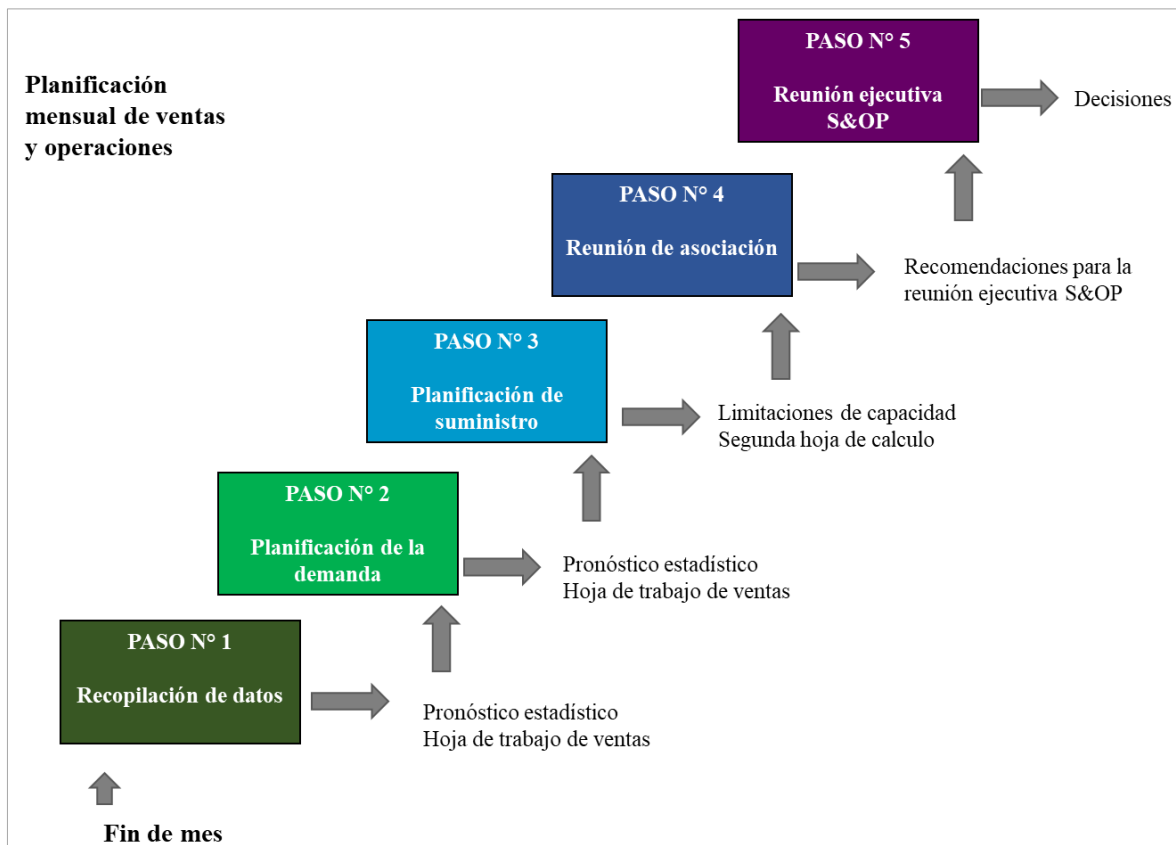 Planificación
mensual de ventas
y operaciones
PASO N° 5
Reunión ejecutiva
S&OP
Decisiones
PASO N° 4
Reunión de asociación
Recomendaciones para la
reunión ejecutiva S&OP
PASO N° 3
Planificación de
suministro
Limitaciones de capacidad
Segunda hoja de calculo
PASO N° 2
Planificación de la
demanda
Pronóstico estadístico
Hoja de trabajo de ventas
PASO N° 1
Recopilación de datos
Pronóstico estadístico
Hoja de trabajo de ventas
Fin de mes